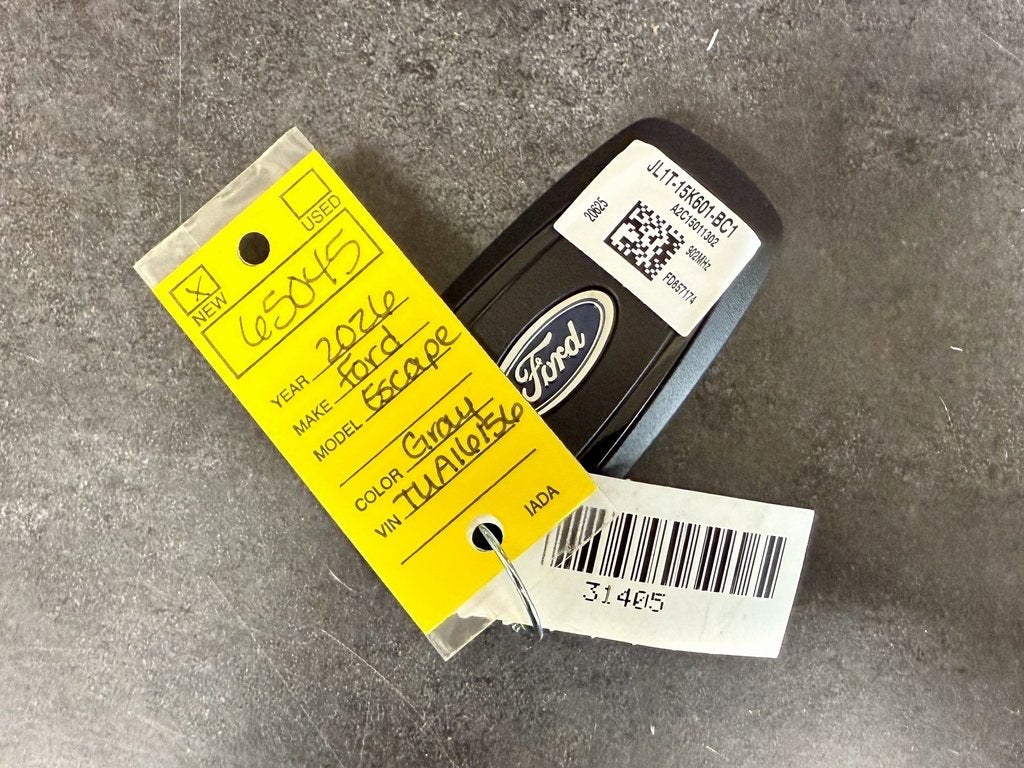 USED
X NEW
65045
YEAR 2026
MAKE Ford
MODEL Escape
COLOR Gray
VIN TUA16156
IADA
JL1T-15K601-BC1
A2C15011302
20625
902MHz
FD857174
Ford
31405